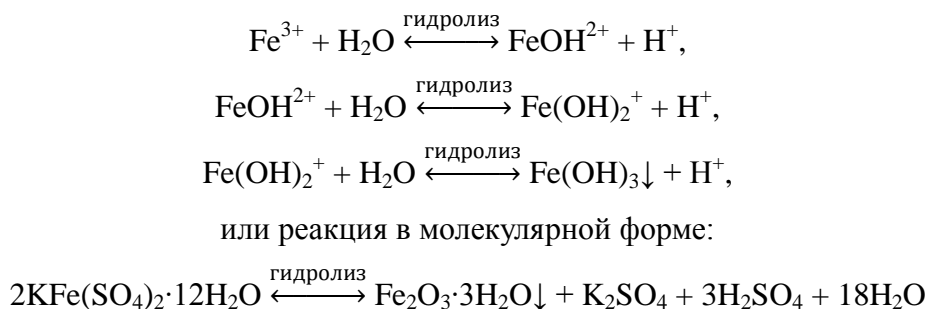 гидролиз
Fe³⁺ + H₂O ⟷ FeOH²⁺ + H⁺,
гидролиз
FeOH²⁺ + H₂O ⟷ Fe(OH)₂⁺ + H⁺,
гидролиз
Fe(OH)₂⁺ + H₂O ⟷ Fe(OH)₃↓ + H⁺,
или реакция в молекулярной форме:
гидролиз
2KFe(SO₄)₂·12H₂O ⟷ Fe₂O₃·3H₂O↓ + K₂SO₄ + 3H₂SO₄ + 18H₂O